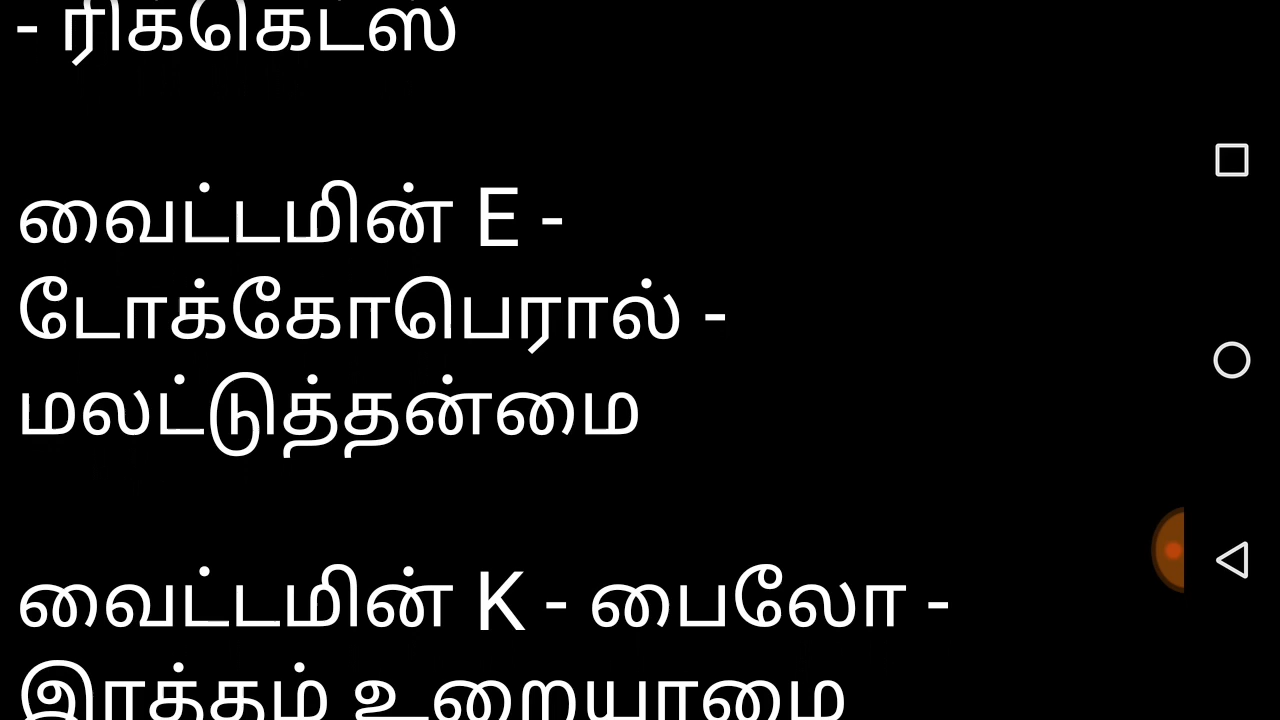 - ரிக்கெட்ஸ்
வைட்டமின் E -
டோக்கோபெரால் -
மலட்டுத்தன்மை
வைட்டமின் K - பைலோ -
இரத்தம் உறையாமை